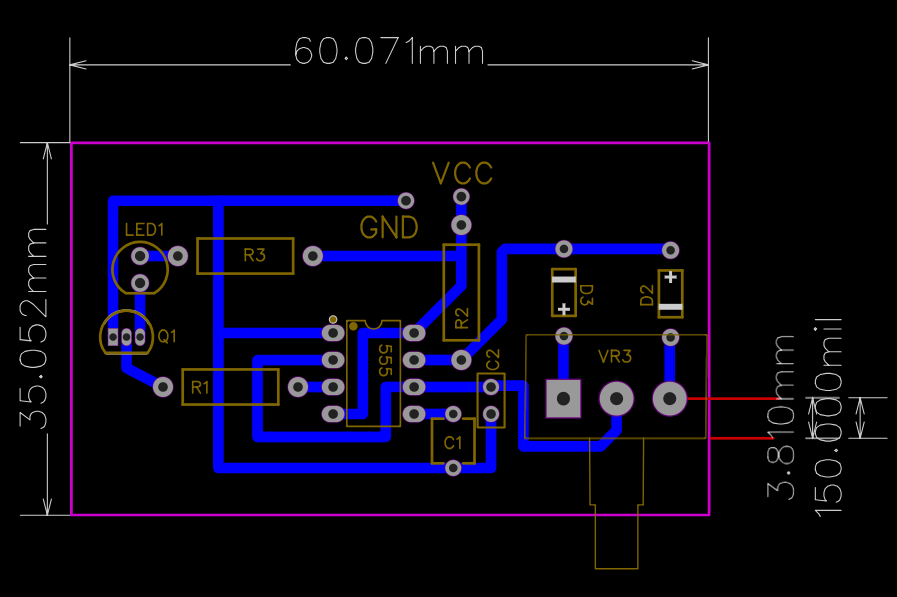 60.071mm
VCC
GND
LED1
R3
35.052mm
Q1
R2
D3
D2
555
C2
VR3
R1
C1
3.810mm
150.000mil